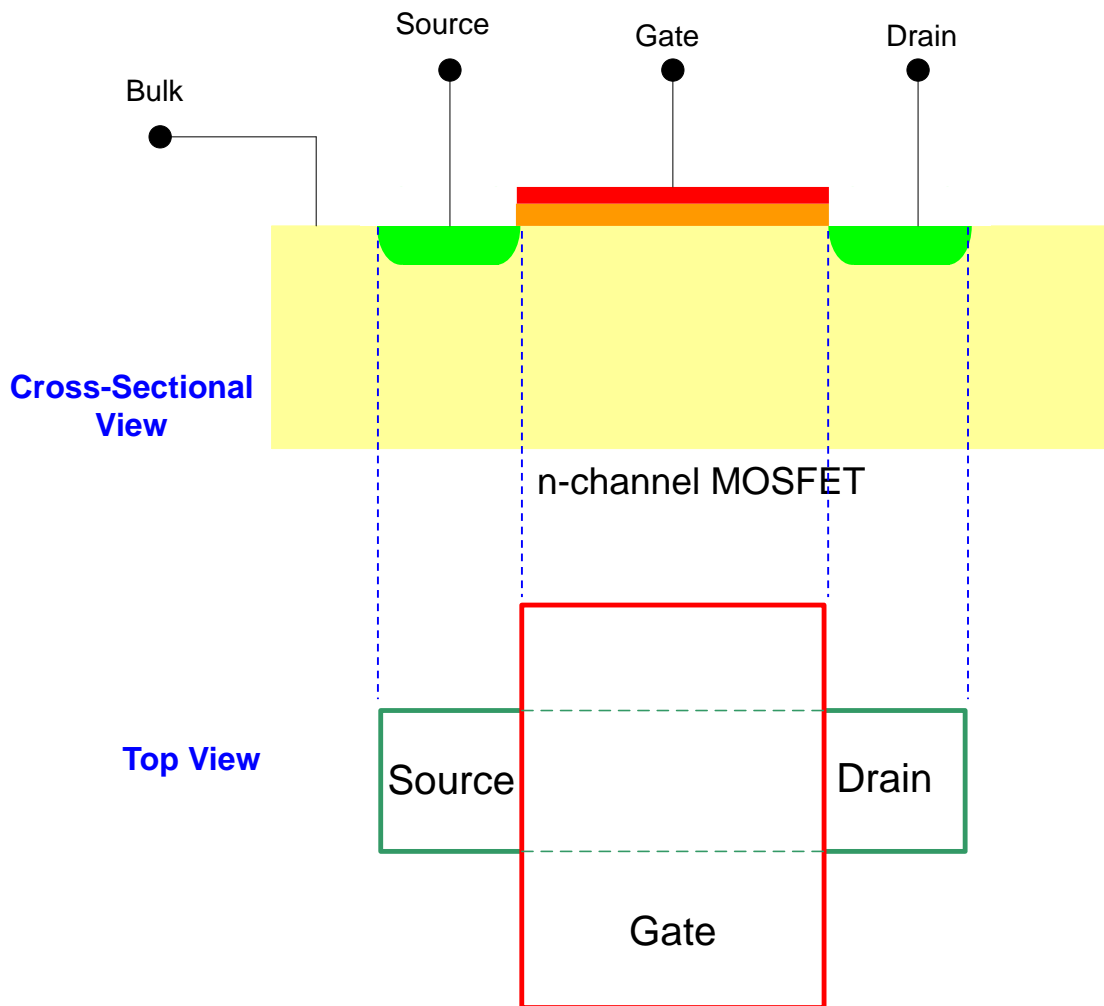 Source
Gate
Drain
Bulk
Cross-Sectional
View
n-channel MOSFET
Top View
Source
Drain
Gate